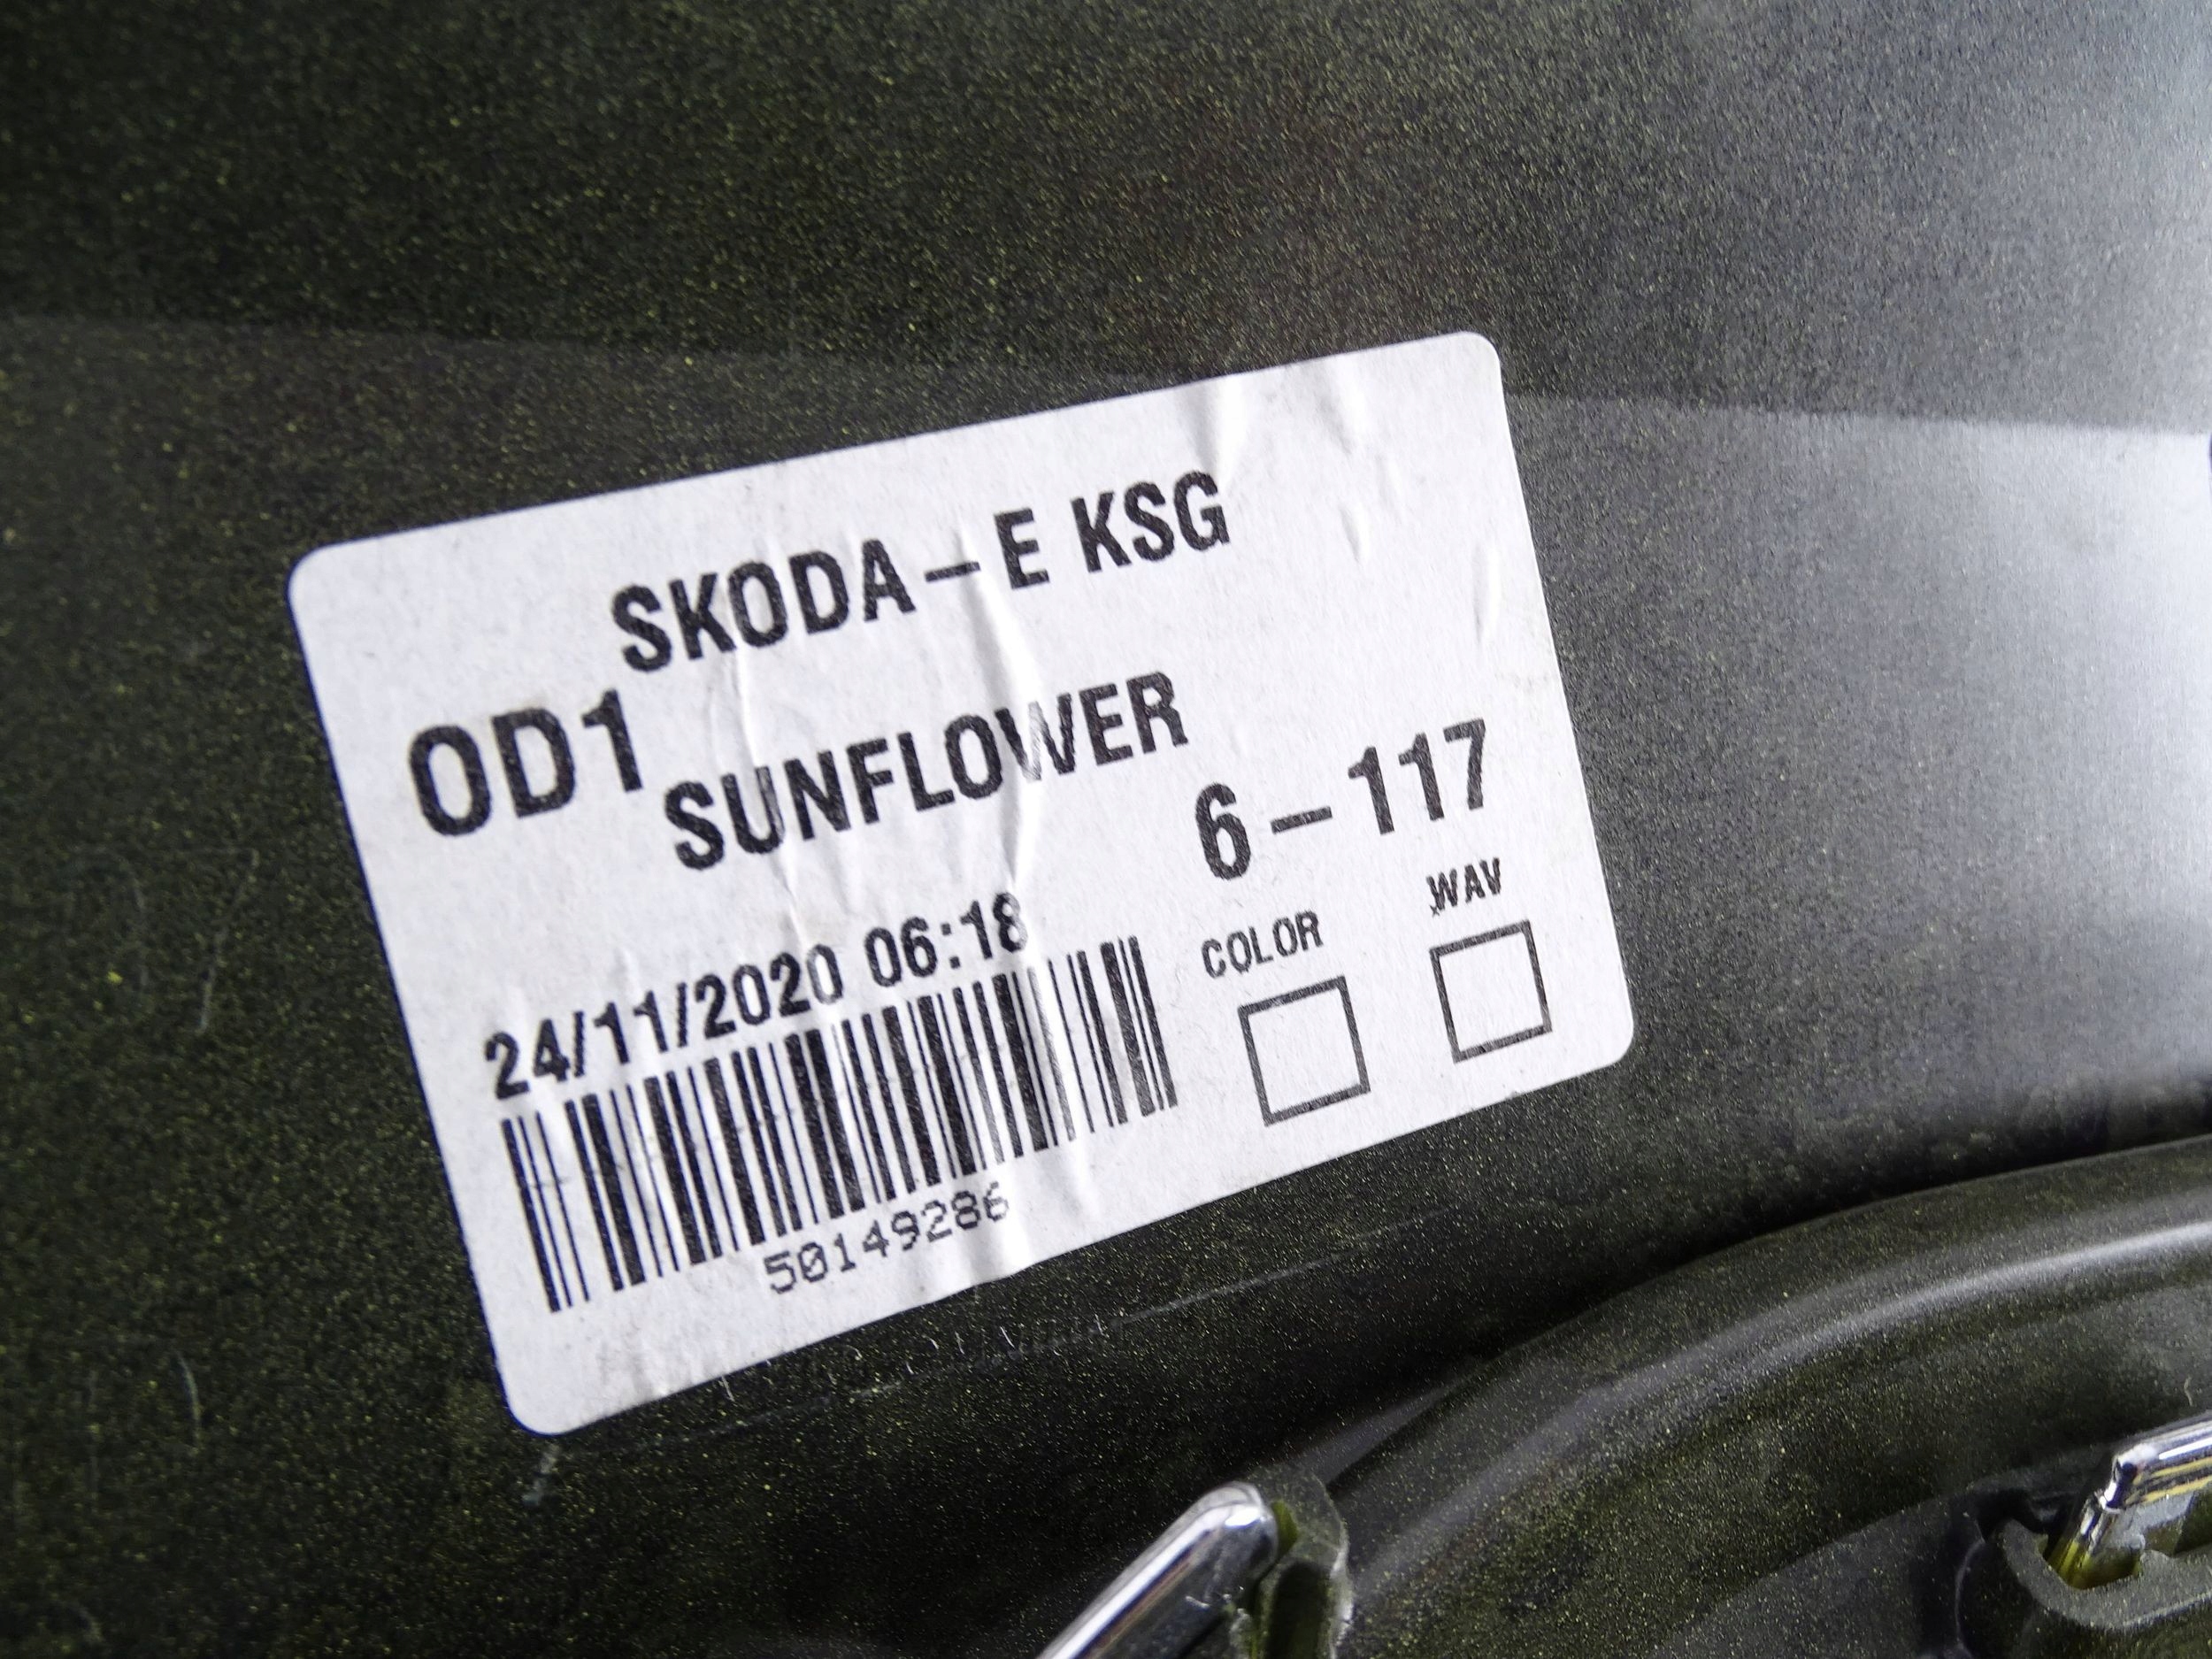 SKODA-E KSG
OD1 SUNFLOWER
6-117
24/11/2020 06:18
COLOR WAV
50149286